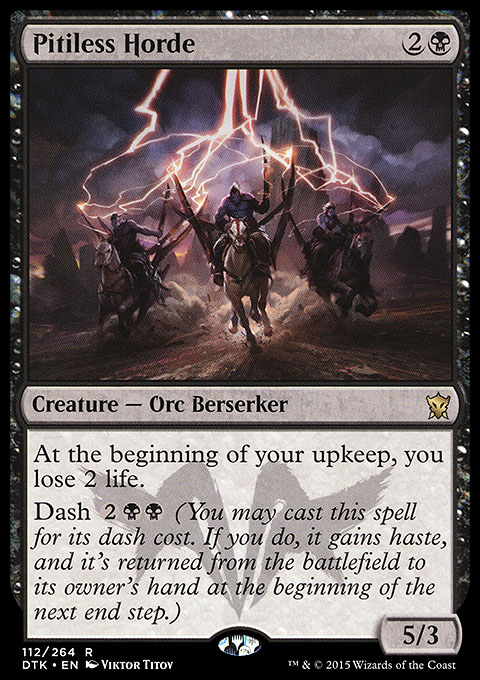 Pitiless Horde 2
Creature — Orc Berserker
At the beginning of your upkeep, you
lose 2 life.
Dash 2 (You may cast this spell
for its dash cost. If you do, it gains haste,
and it's returned from the battlefield to
its owner's hand at the beginning of the
next end step.)
5/3
112/264 R
DTK • EN Viktor Titov
™ & © 2015 Wizards of the Coast